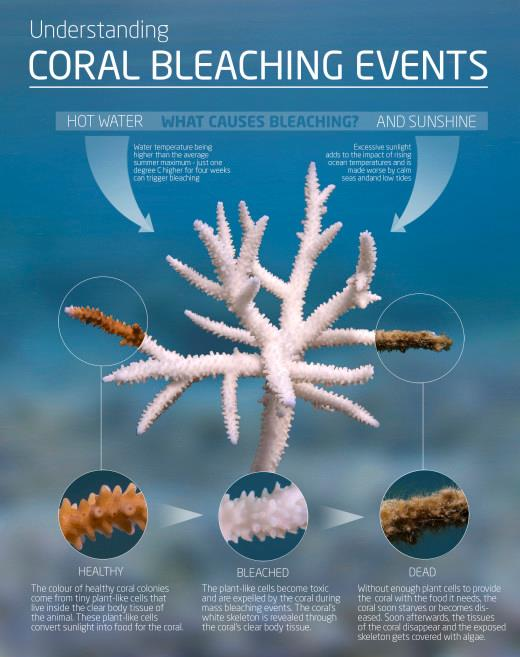 Understanding
CORAL BLEACHING EVENTS
HOT WATER WHAT CAUSES BLEACHING? AND SUNSHINE
Water temperature being
higher than the average
summer maximum - just one
degree C higher for four weeks
can trigger bleaching
Excessive sunlight
adds to the impact of rising
ocean temperatures and is
made worse by calm
seas andand low tides
HEALTHY
The colour of healthy coral colonies
come from tiny plant-like cells that
live inside the clear body tissue of
the animal. These plant-like cells
convert sunlight into food for the coral.
BLEACHED
The plant-like cells become toxic
and are expelled by the coral during
mass bleaching events. The coral's
white skeleton is revealed through
the coral's clear body tissue.
DEAD
Without enough plant cells to provide
the coral with the food it needs, the
coral soon starves or becomes dis-
eased. Soon afterwards, the tissues
of the coral disappear and the exposed
skeleton gets covered with algae.